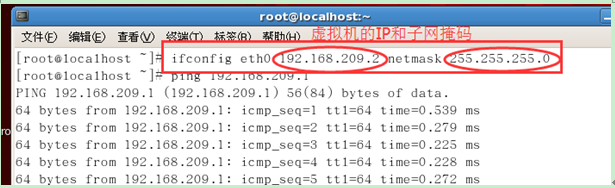 root@localhost:~
文件(F) 编辑(E) 查看(V) 终端(T) 标签(B) 帮助(H)
虚拟机的IP和子网掩码
[root@localhost ~]# ifconfig eth0 192.168.209.2 netmask 255.255.255.0
[root@localhost ~]# ping 192.168.209.1
PING 192.168.209.1 (192.168.209.1) 56(84) bytes of data.
64 bytes from 192.168.209.1: icmp_seq=1 ttl=64 time=0.539 ms
64 bytes from 192.168.209.1: icmp_seq=2 ttl=64 time=0.279 ms
64 bytes from 192.168.209.1: icmp_seq=3 ttl=64 time=0.225 ms
64 bytes from 192.168.209.1: icmp_seq=4 ttl=64 time=0.228 ms
64 bytes from 192.168.209.1: icmp_seq=5 ttl=64 time=0.272 ms